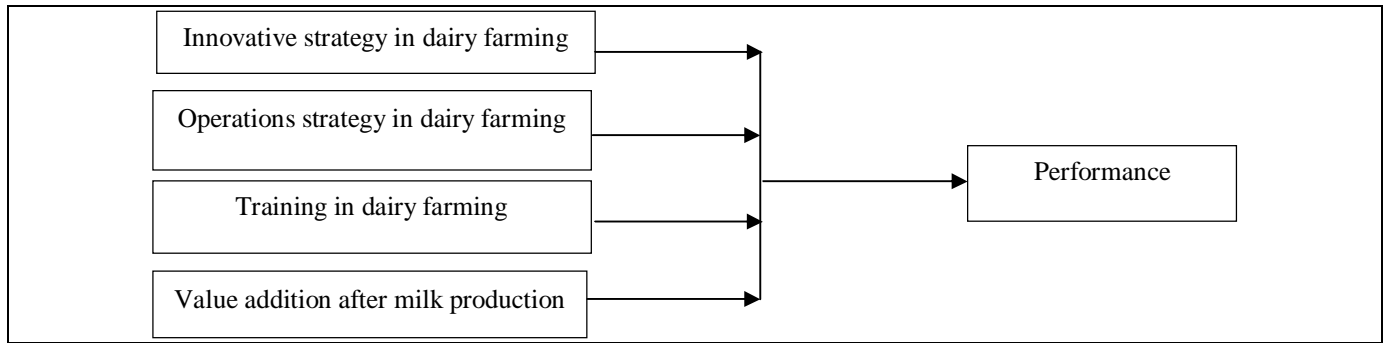 Innovative strategy in dairy farming
Operations strategy in dairy farming
Training in dairy farming
Value addition after milk production
Performance